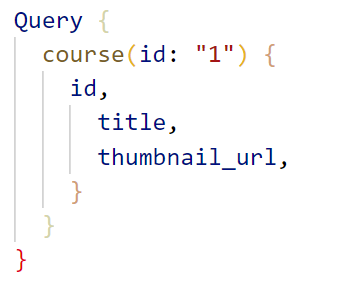 Query {
course(id: "1") {
id,
title,
thumbnail_url,
}
}
}